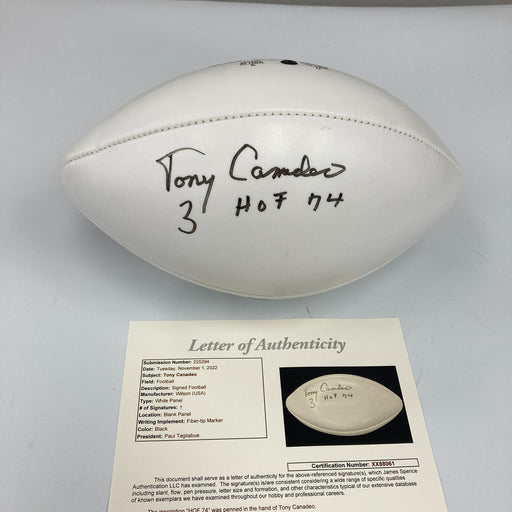 Tony Canadeo
3 HOF 74
Letter of Authenticity
Submission Number: 225294
Date: Tuesday, November 1, 2022
Subject: Tony Canadeo
Field: Football
Description: Signed Football
Manufacturer: Wilson (USA)
Type: White Panel
# of Signatures: 1
Location: Blank Panel
Writing Implement: Fiber-tip Marker
Color: Black
President: Paul Tagliabue
Tony Canadeo
3 HOF 74
Certification Number: XX88061
This document shall serve as a letter of authenticity for the above-referenced signature(s), which James Spence
Authentication LLC has examined. The signature(s) is/are consistent considering a wide range of specific qualities
including slant, flow, pen pressure, letter size and formation, and other characteristics typical of our extensive database
of known exemplars we have examined throughout our hobby and professional careers.
The inscription "HOF 74" was penned in the hand of Tony Canadeo.